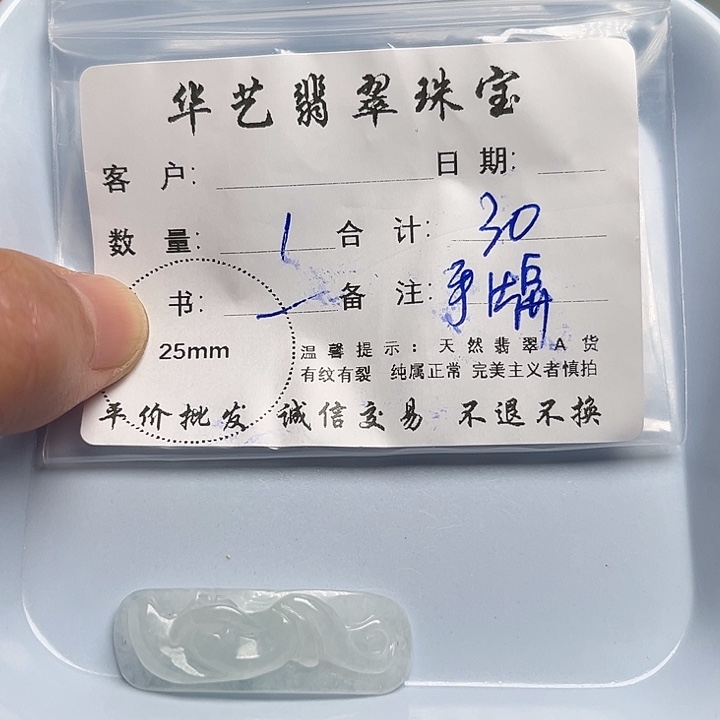 华艺翡翠珠宝
客 户: 日 期:
数 量: 1 合 计: 30
书: 一 备 注: 手牌
25mm
温馨提示: 天然翡翠A货
有纹有裂 纯属正常 完美主义者慎拍
平价批发 诚信交易 不退不换